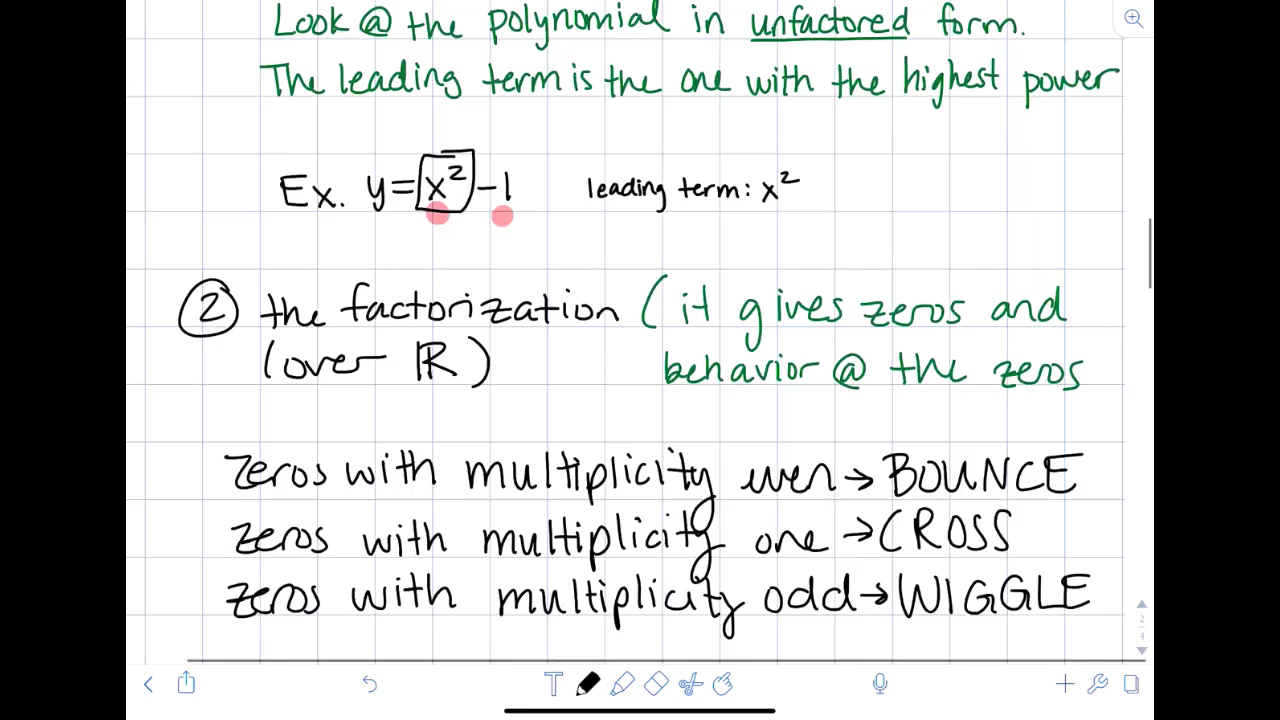 Look @ the polynomial in unfactored form.
The leading term is the one with the highest power
Ex. y = x² - 1 leading term: x²
② the factorization (it gives zeros and
(over ℝ) behavior @ the zeros
zeros with multiplicity even → BOUNCE
zeros with multiplicity one → CROSS
zeros with multiplicity odd → WIGGLE
2
4
T